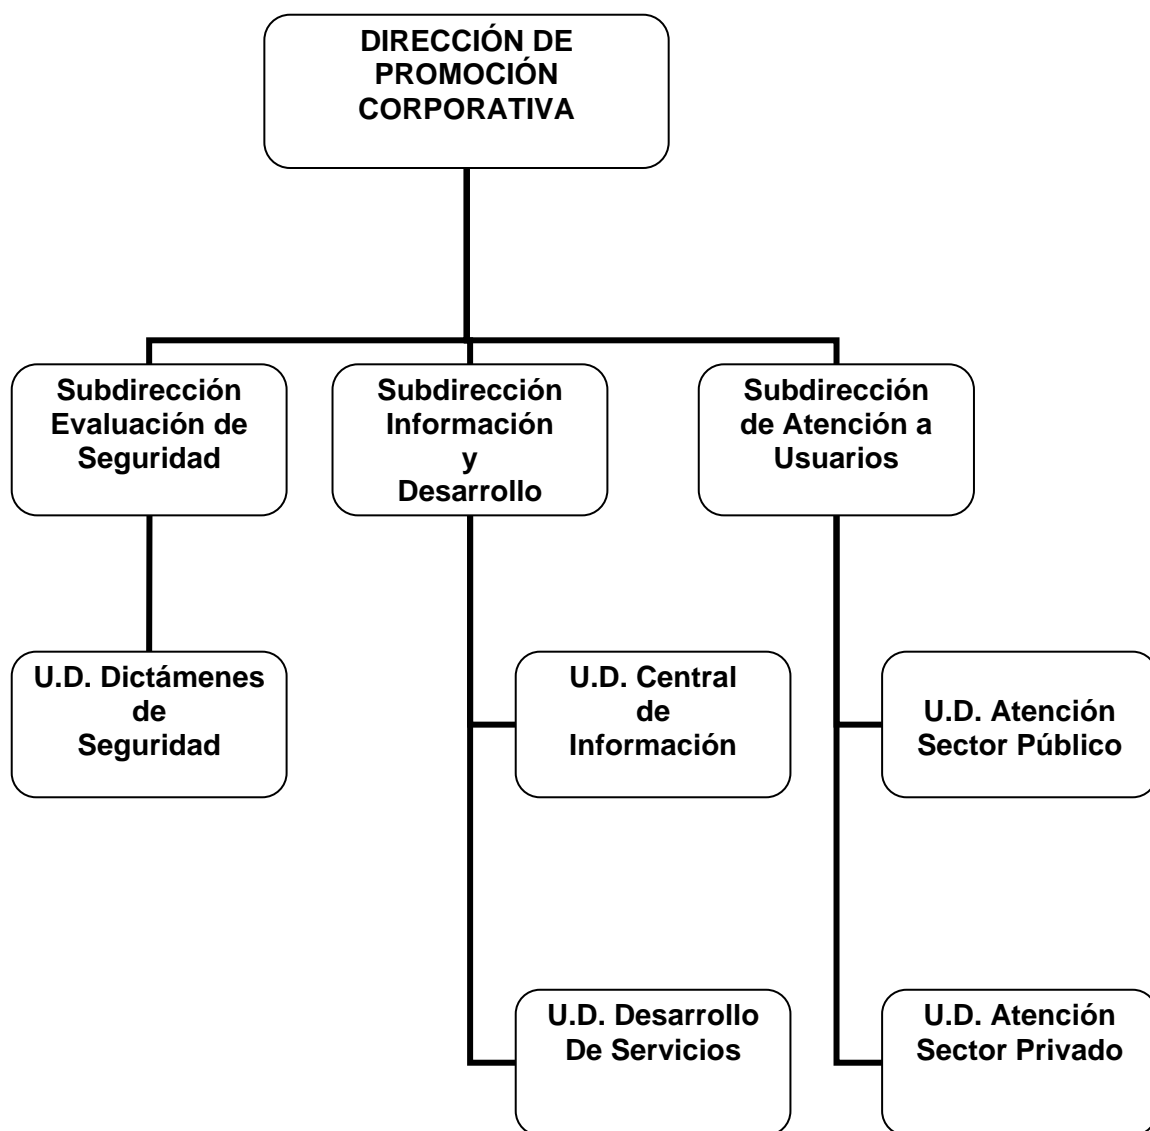 DIRECCIÓN DE
PROMOCIÓN
CORPORATIVA
Subdirección
Evaluación de
Seguridad
Subdirección
Información
y
Desarrollo
Subdirección
de Atención a
Usuarios
U.D. Dictámenes
de
Seguridad
U.D. Central
de
Información
U.D. Atención
Sector Público
U.D. Desarrollo
De Servicios
U.D. Atención
Sector Privado